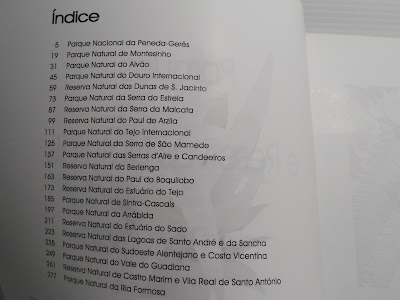 Índice
5 Parque Nacional da Peneda-Gerês
19 Parque Natural de Montesinho
31 Parque Natural do Alvão
45 Parque Natural do Douro Internacional
59 Reserva Natural das Dunas de S. Jacinto
73 Parque Natural da Serra da Estrela
87 Reserva Natural da Serra da Malcata
99 Reserva Natural do Paul de Arzila
111 Parque Natural do Tejo Internacional
125 Parque Natural da Serra de São Mamede
137 Parque Natural das Serras d'Aire e Candeeiros
151 Reserva Natural da Berlenga
163 Reserva Natural do Paul do Boquilobo
173 Reserva Natural do Estuário do Tejo
185 Parque Natural de Sintra-Cascais
197 Parque Natural da Arrábida
211 Reserva Natural do Estuário do Sado
223 Reserva Natural das Lagoas de Santo André e da Sancha
235 Parque Natural do Sudoeste Alentejano e Costa Vicentina
249 Parque Natural do Vale do Guadiana
261 Reserva Natural de Castro Marim e Vila Real de Santo António
277 Parque Natural da Ria Formosa